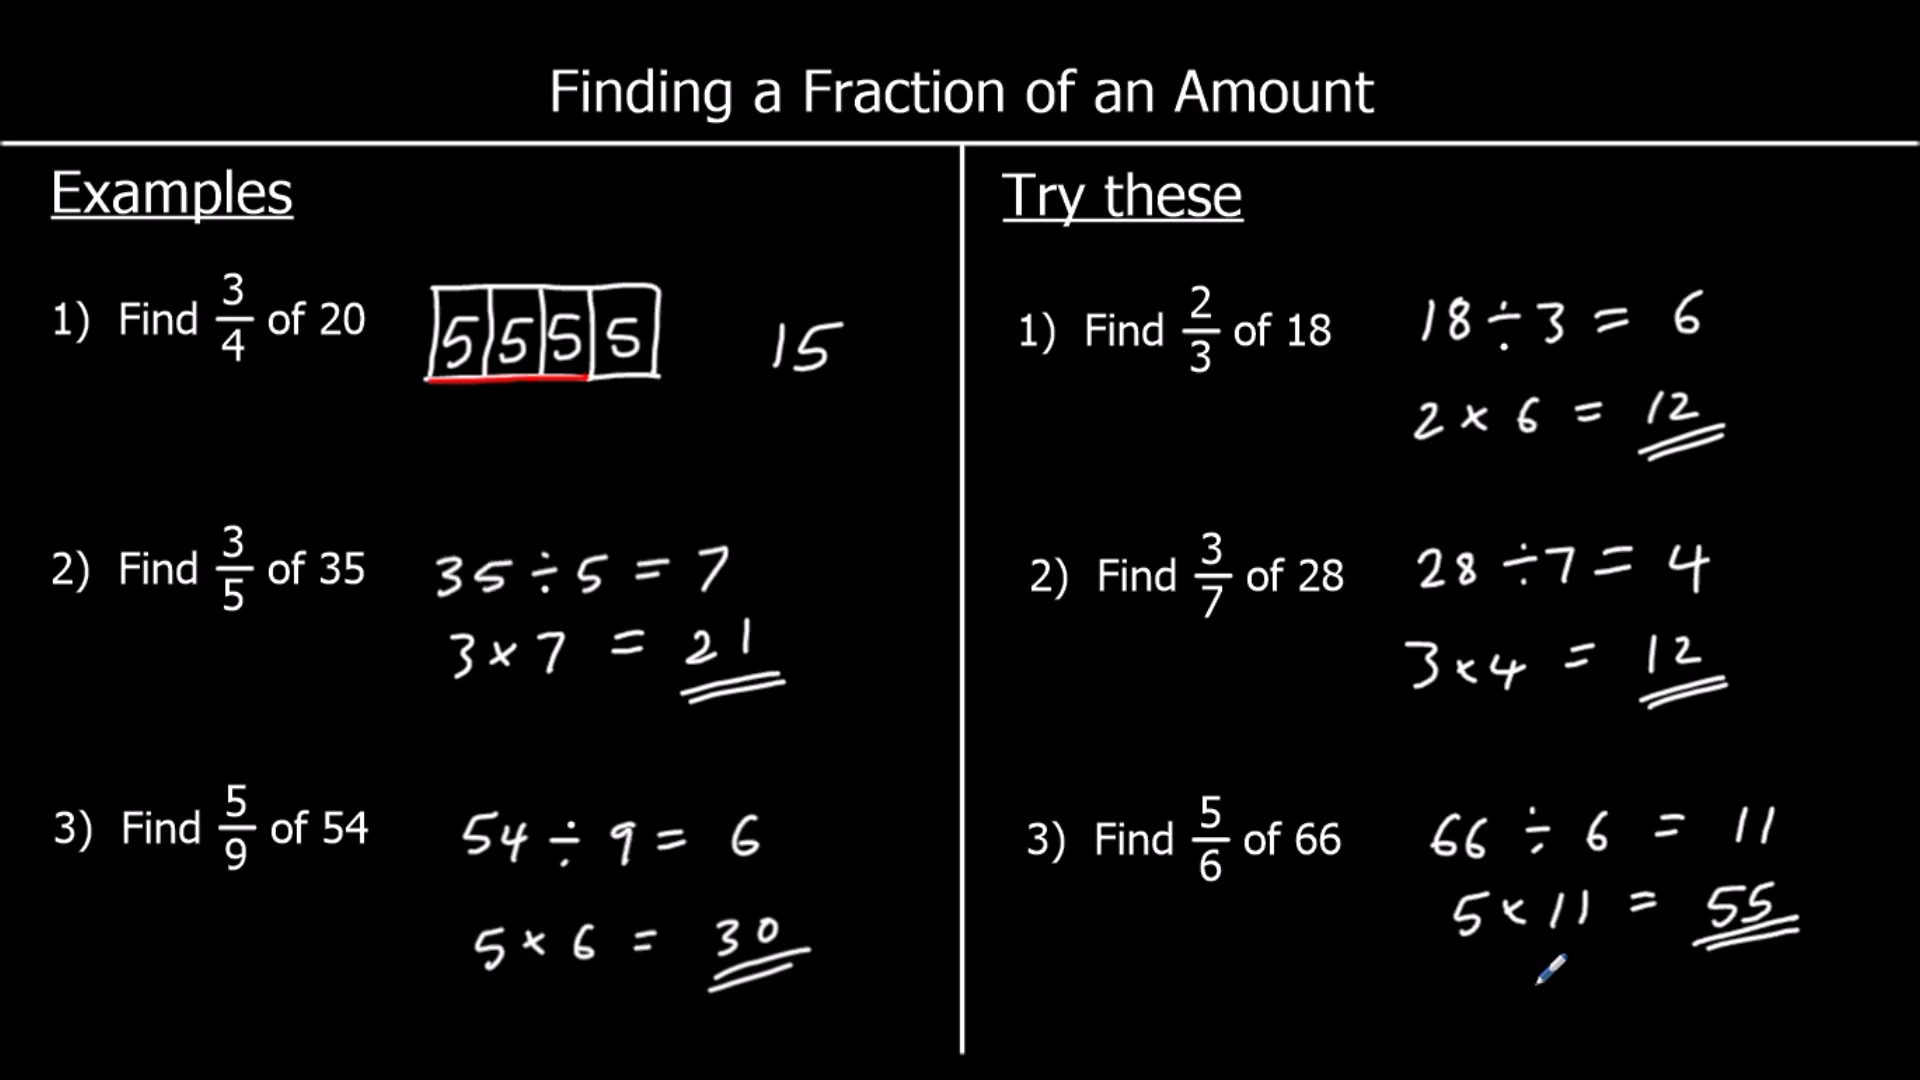 Finding a Fraction of an Amount
Examples
1) Find 3/4 of 20
5 5 5 5
15
2) Find 3/5 of 35
35 ÷ 5 = 7
3 × 7 = 21
3) Find 5/9 of 54
54 ÷ 9 = 6
5 × 6 = 30
Try these
1) Find 2/3 of 18
18 ÷ 3 = 6
2 × 6 = 12
2) Find 3/7 of 28
28 ÷ 7 = 4
3 × 4 = 12
3) Find 5/6 of 66
66 ÷ 6 = 11
5 × 11 = 55